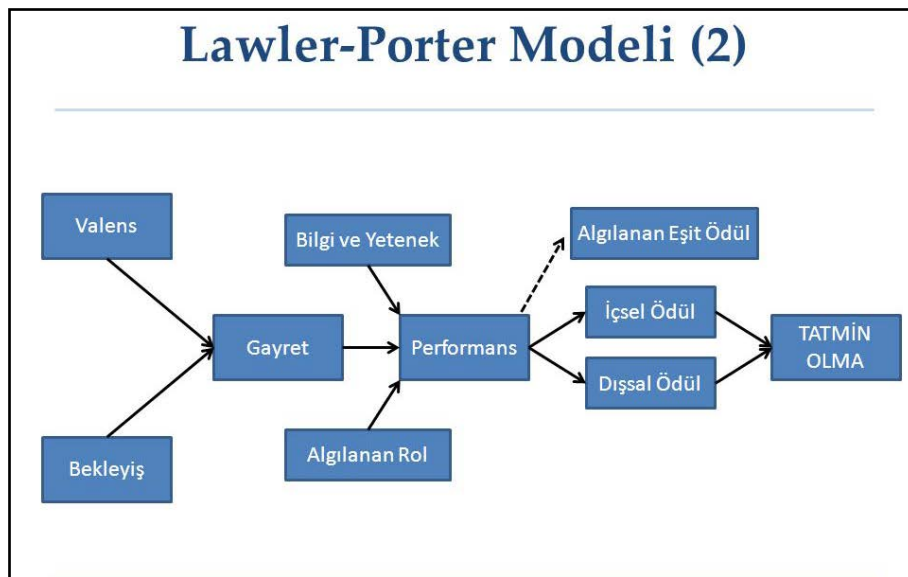 Lawler-Porter Modeli (2)
Valens
Bilgi ve Yetenek
Algılanan Eşit Ödül
Gayret
Performans
İçsel Ödül
Dışsal Ödül
TATMİN
OLMA
Bekleyiş
Algılanan Rol